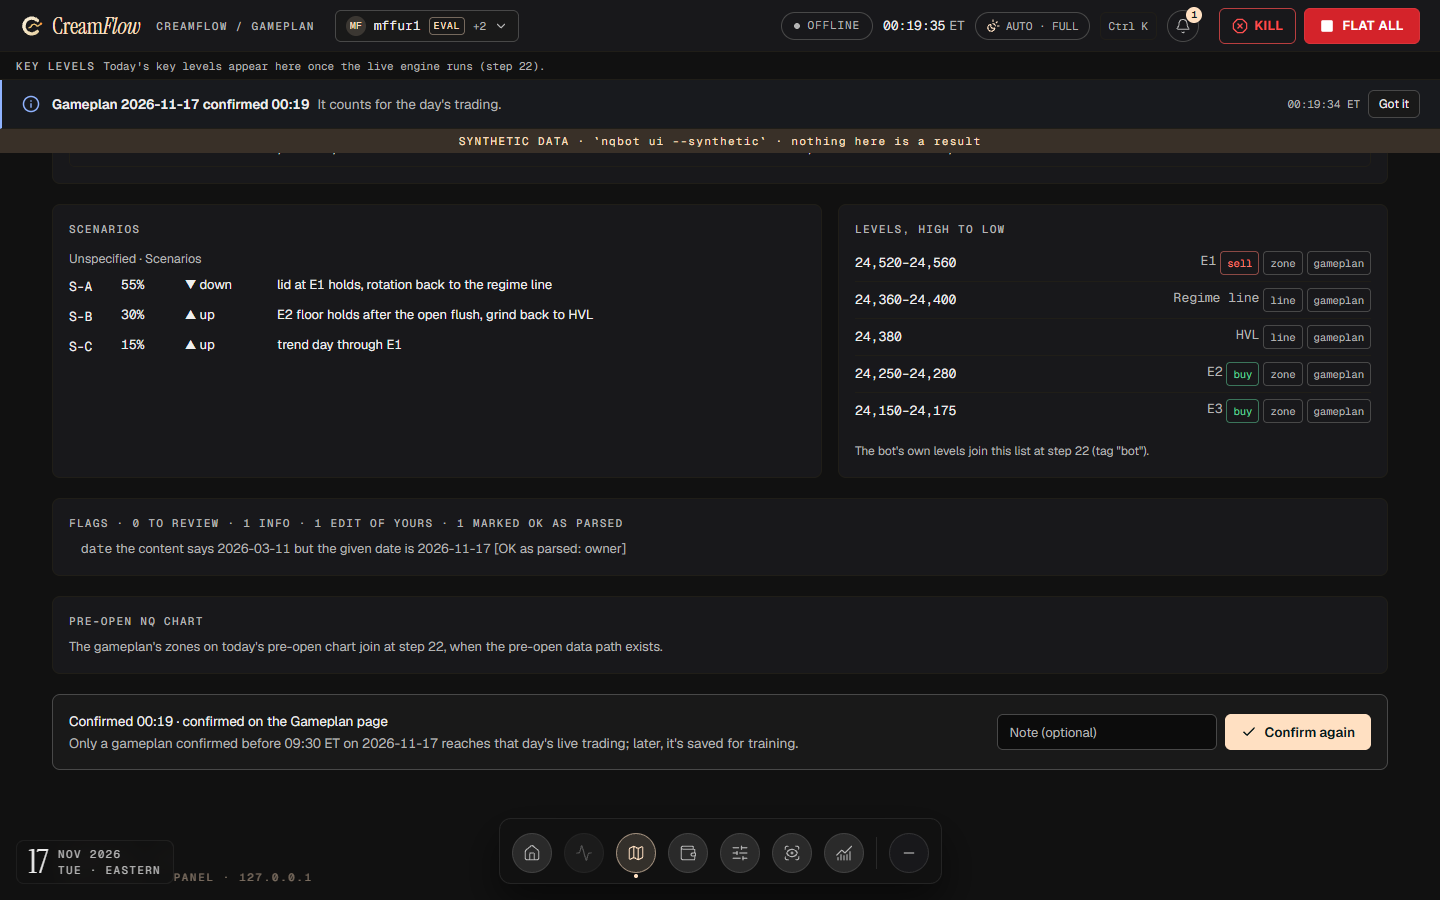 CreamFlow CREAMFLOW / GAMEPLAN MF mffur1 EVAL +2 OFFLINE 00:19:35 ET AUTO · FULL Ctrl K 1 KILL FLAT ALL
KEY LEVELS Today's key levels appear here once the live engine runs (step 22).
Gameplan 2026-11-17 confirmed 00:19 It counts for the day's trading. 00:19:34 ET Got it
SYNTHETIC DATA · `nqbot ui --synthetic` · nothing here is a result
SCENARIOS
Unspecified · Scenarios
S-A 55% ▼ down lid at E1 holds, rotation back to the regime line
S-B 30% ▲ up E2 floor holds after the open flush, grind back to HVL
S-C 15% ▲ up trend day through E1
LEVELS, HIGH TO LOW
24,520–24,560 E1 sell zone gameplan
24,360–24,400 Regime line line gameplan
24,380 HVL line gameplan
24,250–24,280 E2 buy zone gameplan
24,150–24,175 E3 buy zone gameplan
The bot's own levels join this list at step 22 (tag "bot").
FLAGS · 0 TO REVIEW · 1 INFO · 1 EDIT OF YOURS · 1 MARKED OK AS PARSED
date the content says 2026-03-11 but the given date is 2026-11-17 [OK as parsed: owner]
PRE-OPEN NQ CHART
The gameplan's zones on today's pre-open chart join at step 22, when the pre-open data path exists.
Confirmed 00:19 · confirmed on the Gameplan page
Only a gameplan confirmed before 09:30 ET on 2026-11-17 reaches that day's live trading; later, it's saved for training.
Note (optional) Confirm again
17 NOV 2026
TUE · EASTERN
PANEL · 127.0.0.1